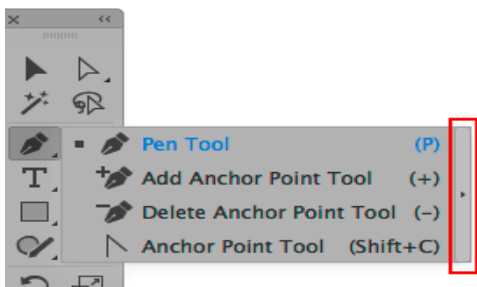 Pen Tool (P)
Add Anchor Point Tool (+)
Delete Anchor Point Tool (–)
Anchor Point Tool (Shift+C)